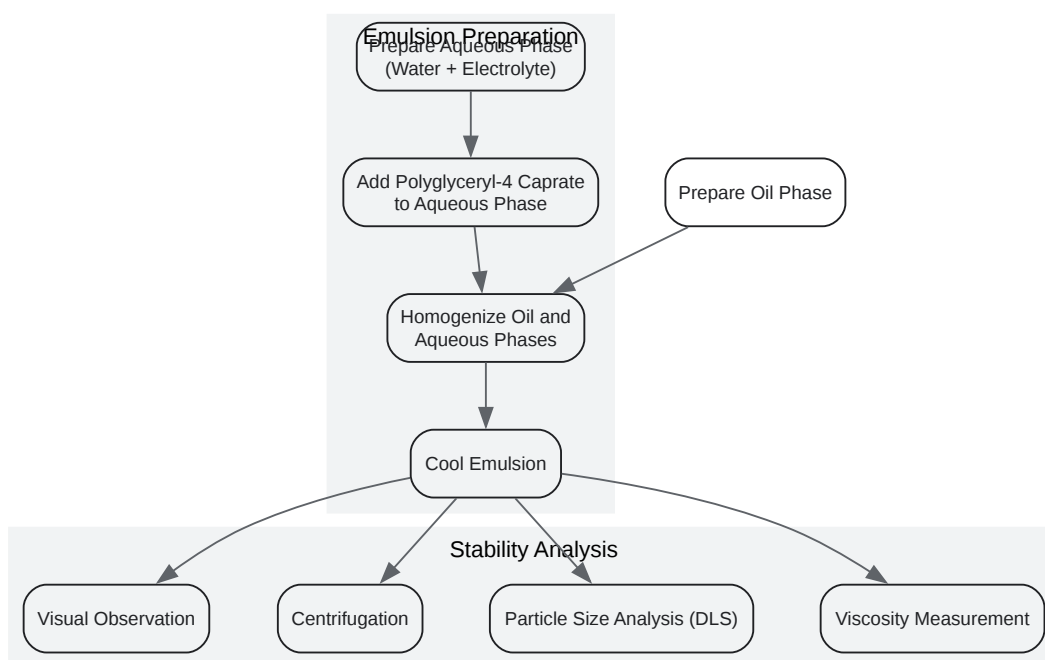 Emulsion Preparation
Prepare Aqueous Phase
(Water + Electrolyte)
Add Polyglyceryl-4 Caprate
to Aqueous Phase
Prepare Oil Phase
Homogenize Oil and
Aqueous Phases
Cool Emulsion
Stability Analysis
Visual Observation
Centrifugation
Particle Size Analysis (DLS)
Viscosity Measurement